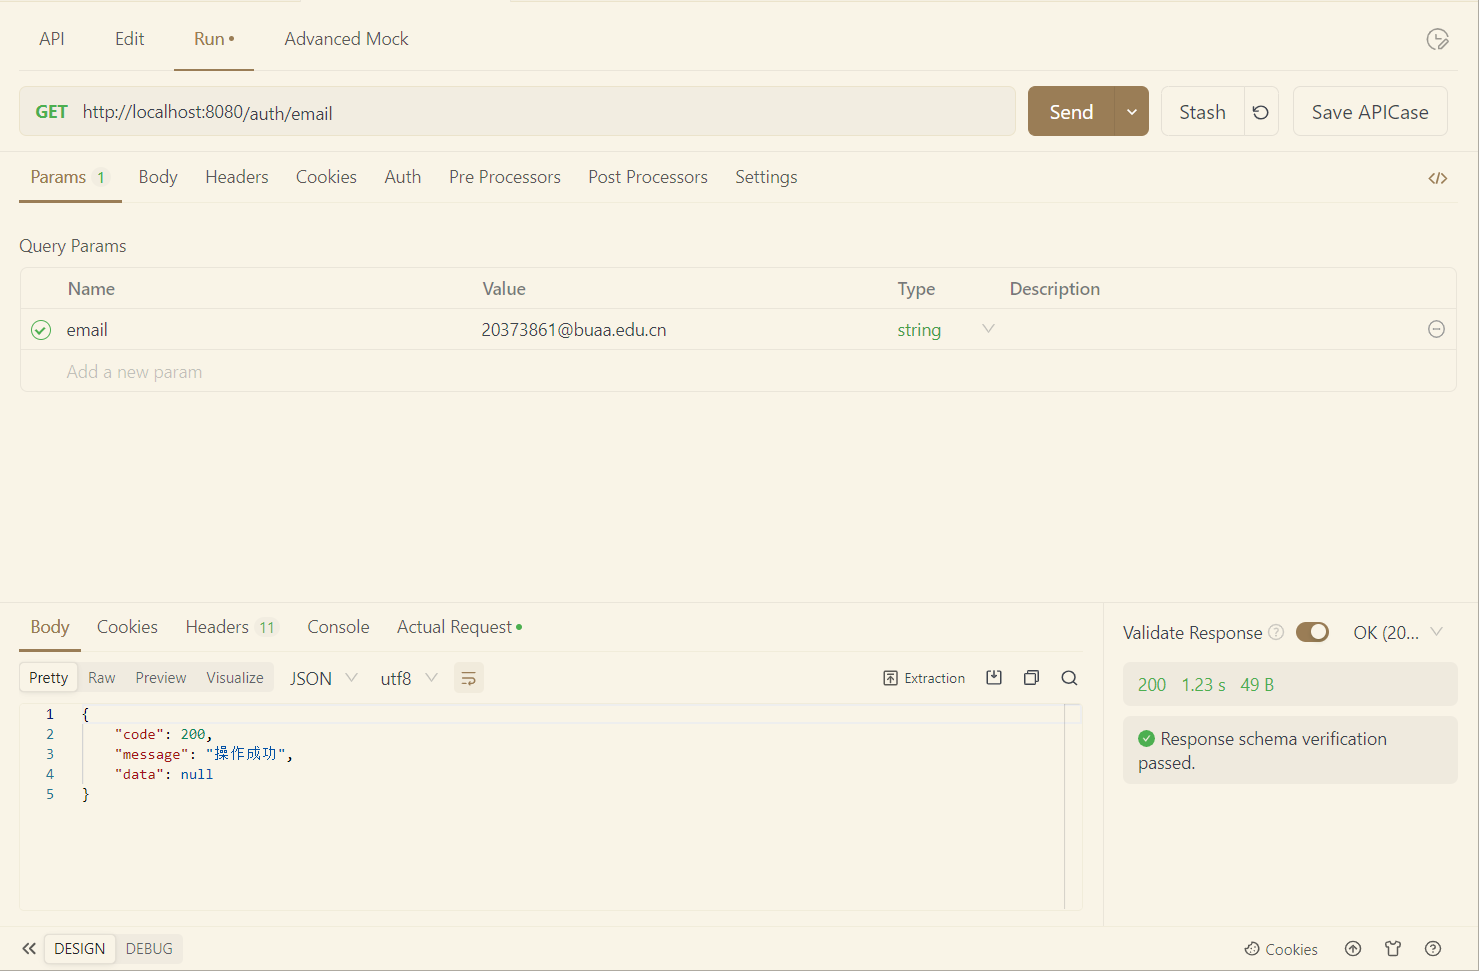 API Edit Run Advanced Mock
GET http://localhost:8080/auth/email Send Stash Save APICase
Params 1 Body Headers Cookies Auth Pre Processors Post Processors Settings
Query Params
Name Value Type Description
email 20373861@buaa.edu.cn string
Add a new param
Body Cookies Headers 11 Console Actual Request
Validate Response OK (20...
Pretty Raw Preview Visualize JSON utf8 Extraction
200 1.23 s 49 B
1 {
2 "code": 200,
3 "message": "操作成功",
4 "data": null
5 }
Response schema verification
passed.
DESIGN DEBUG Cookies